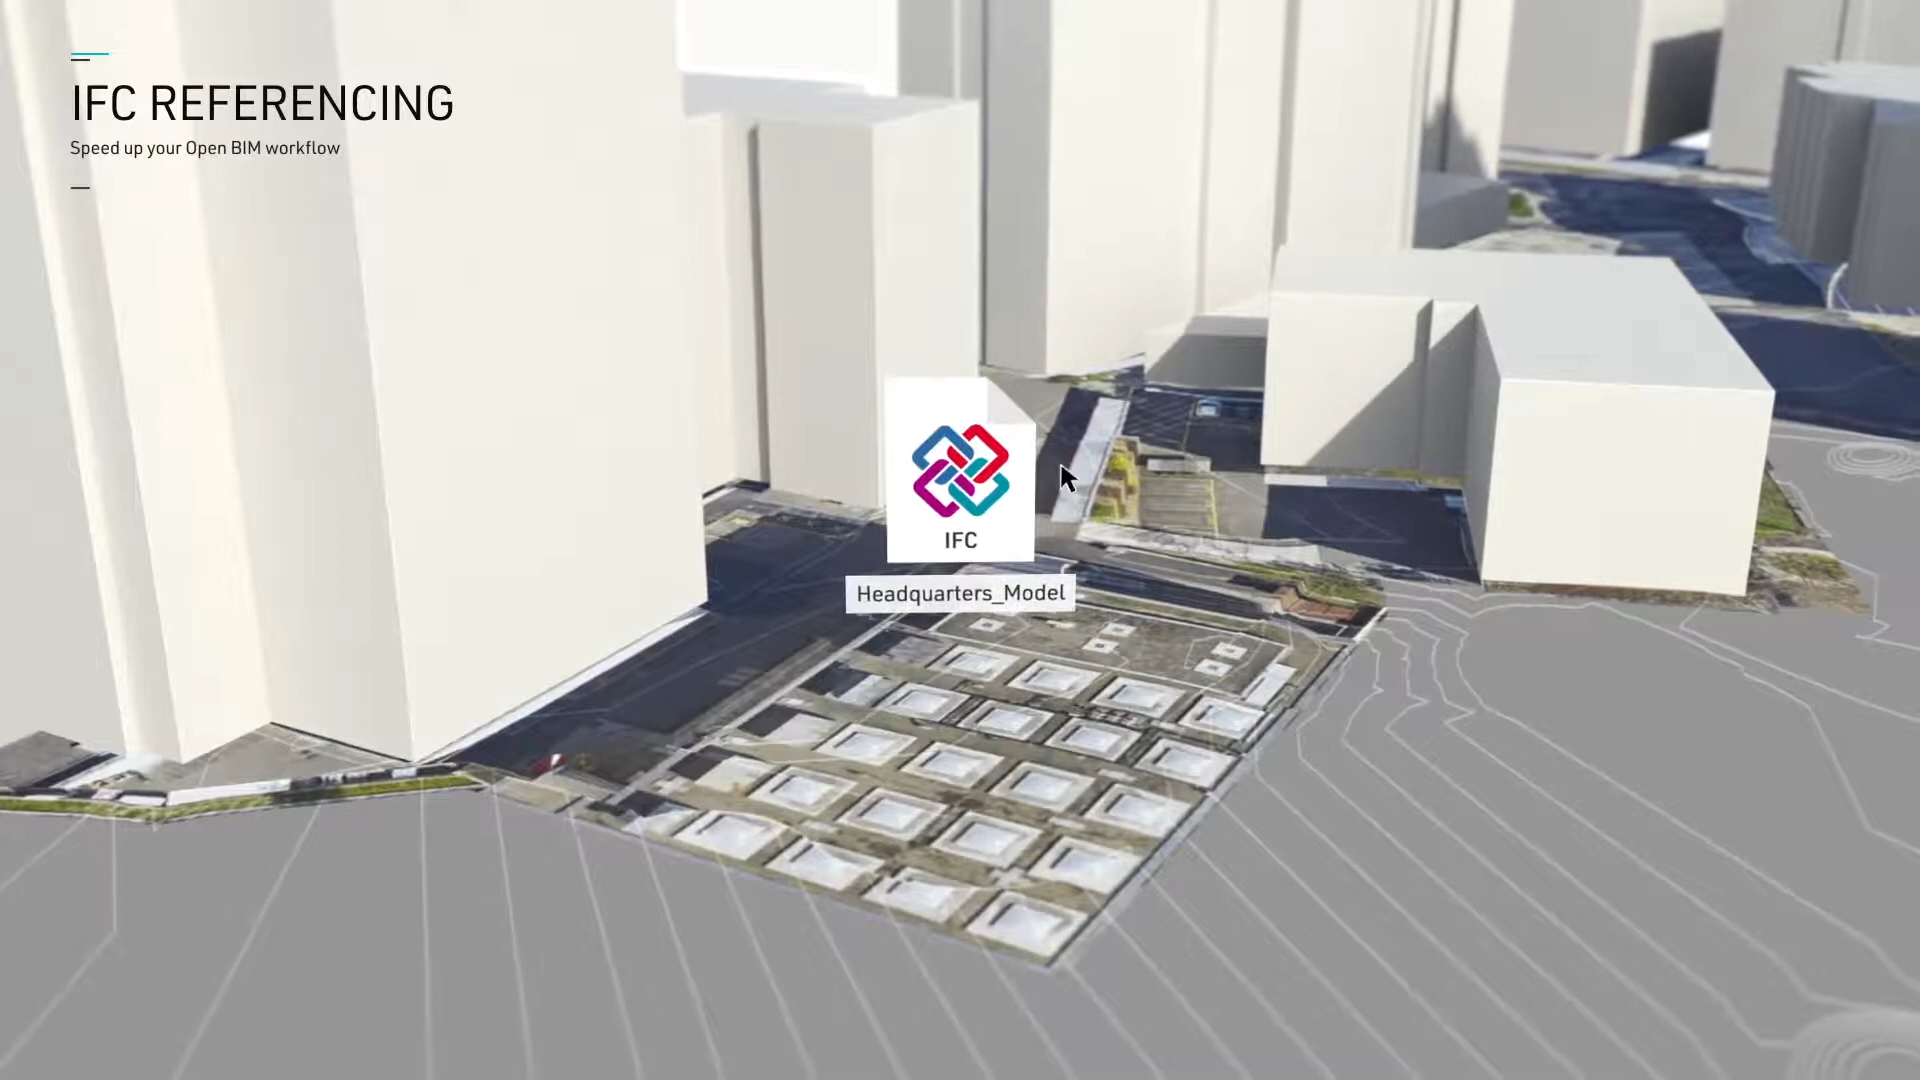 IFC REFERENCING
Speed up your Open BIM workflow
IFC
Headquarters_Model